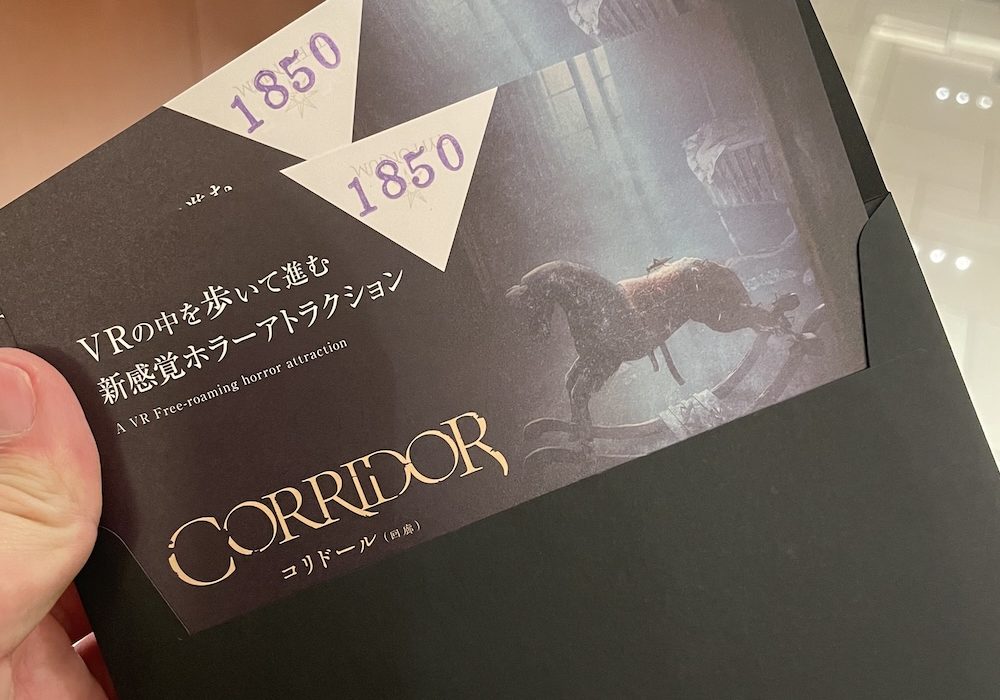 1850
1850
VRの中を歩いて進む
新感覚ホラーアトラクション
A VR Free-roaming horror attraction
CORRIDOR
コリドール（回廊）